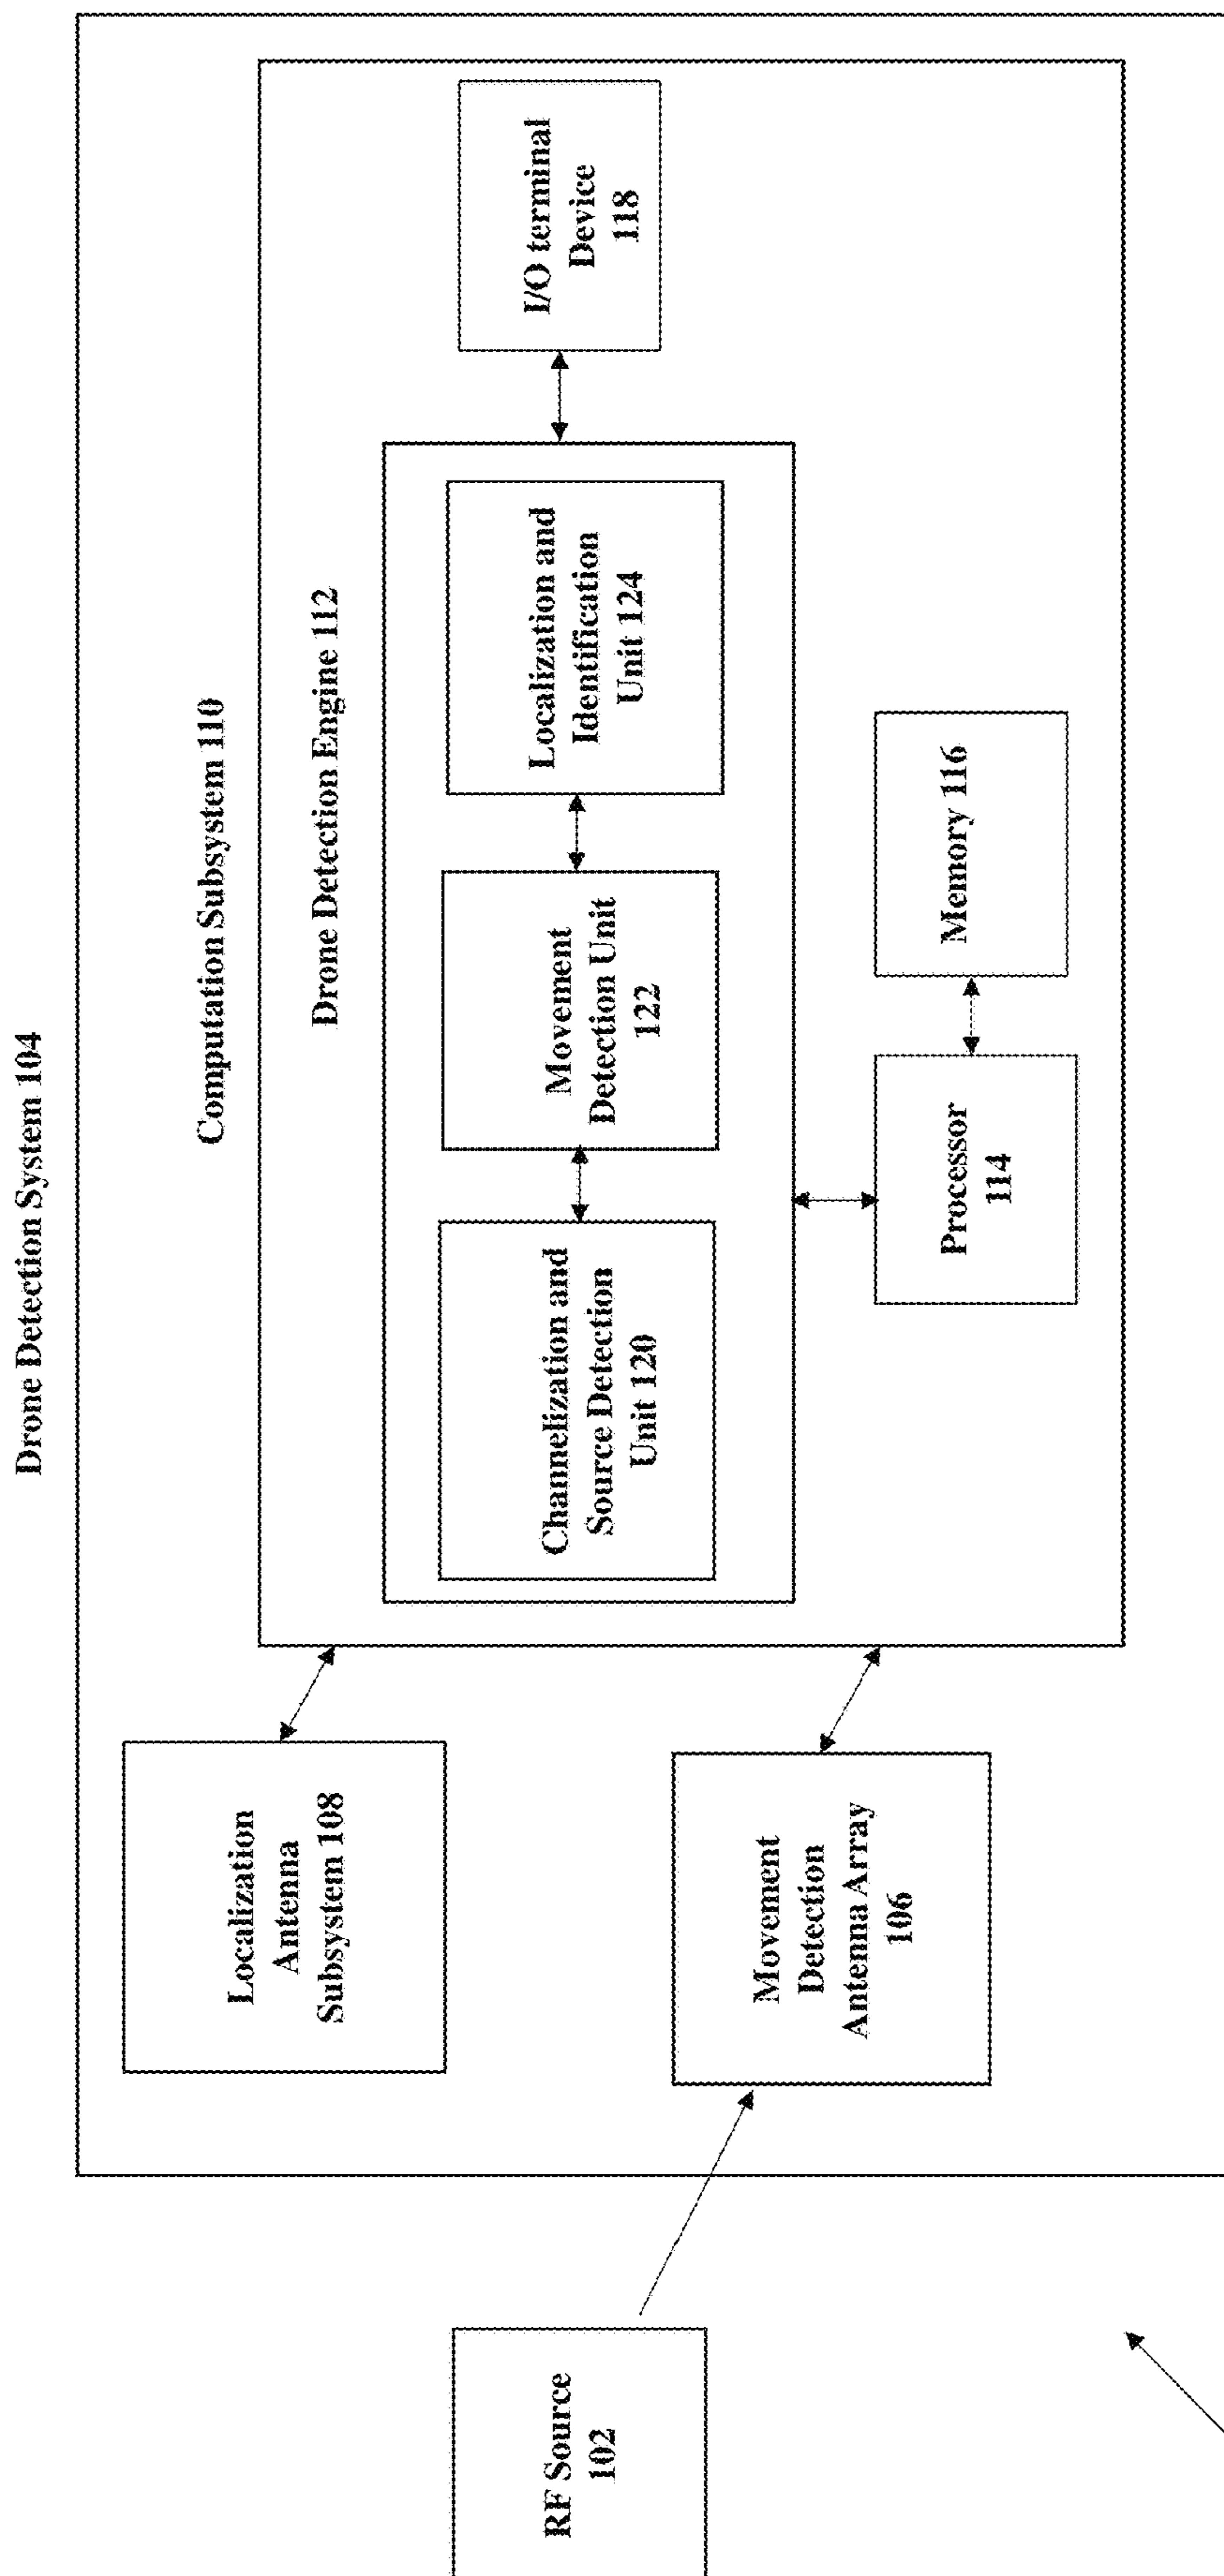 Drone Detection System 104
Computation Subsystem 110
Drone Detection Engine 112
Localization
Antenna
Subsystem 108
RF Source
102
Movement
Detection
Antenna Array
106
Channelization and
Source Detection
Unit 120
Movement
Detection Unit
122
Localization and
Identification
Unit 124
I/O terminal
Device
118
Processor
114
Memory 116